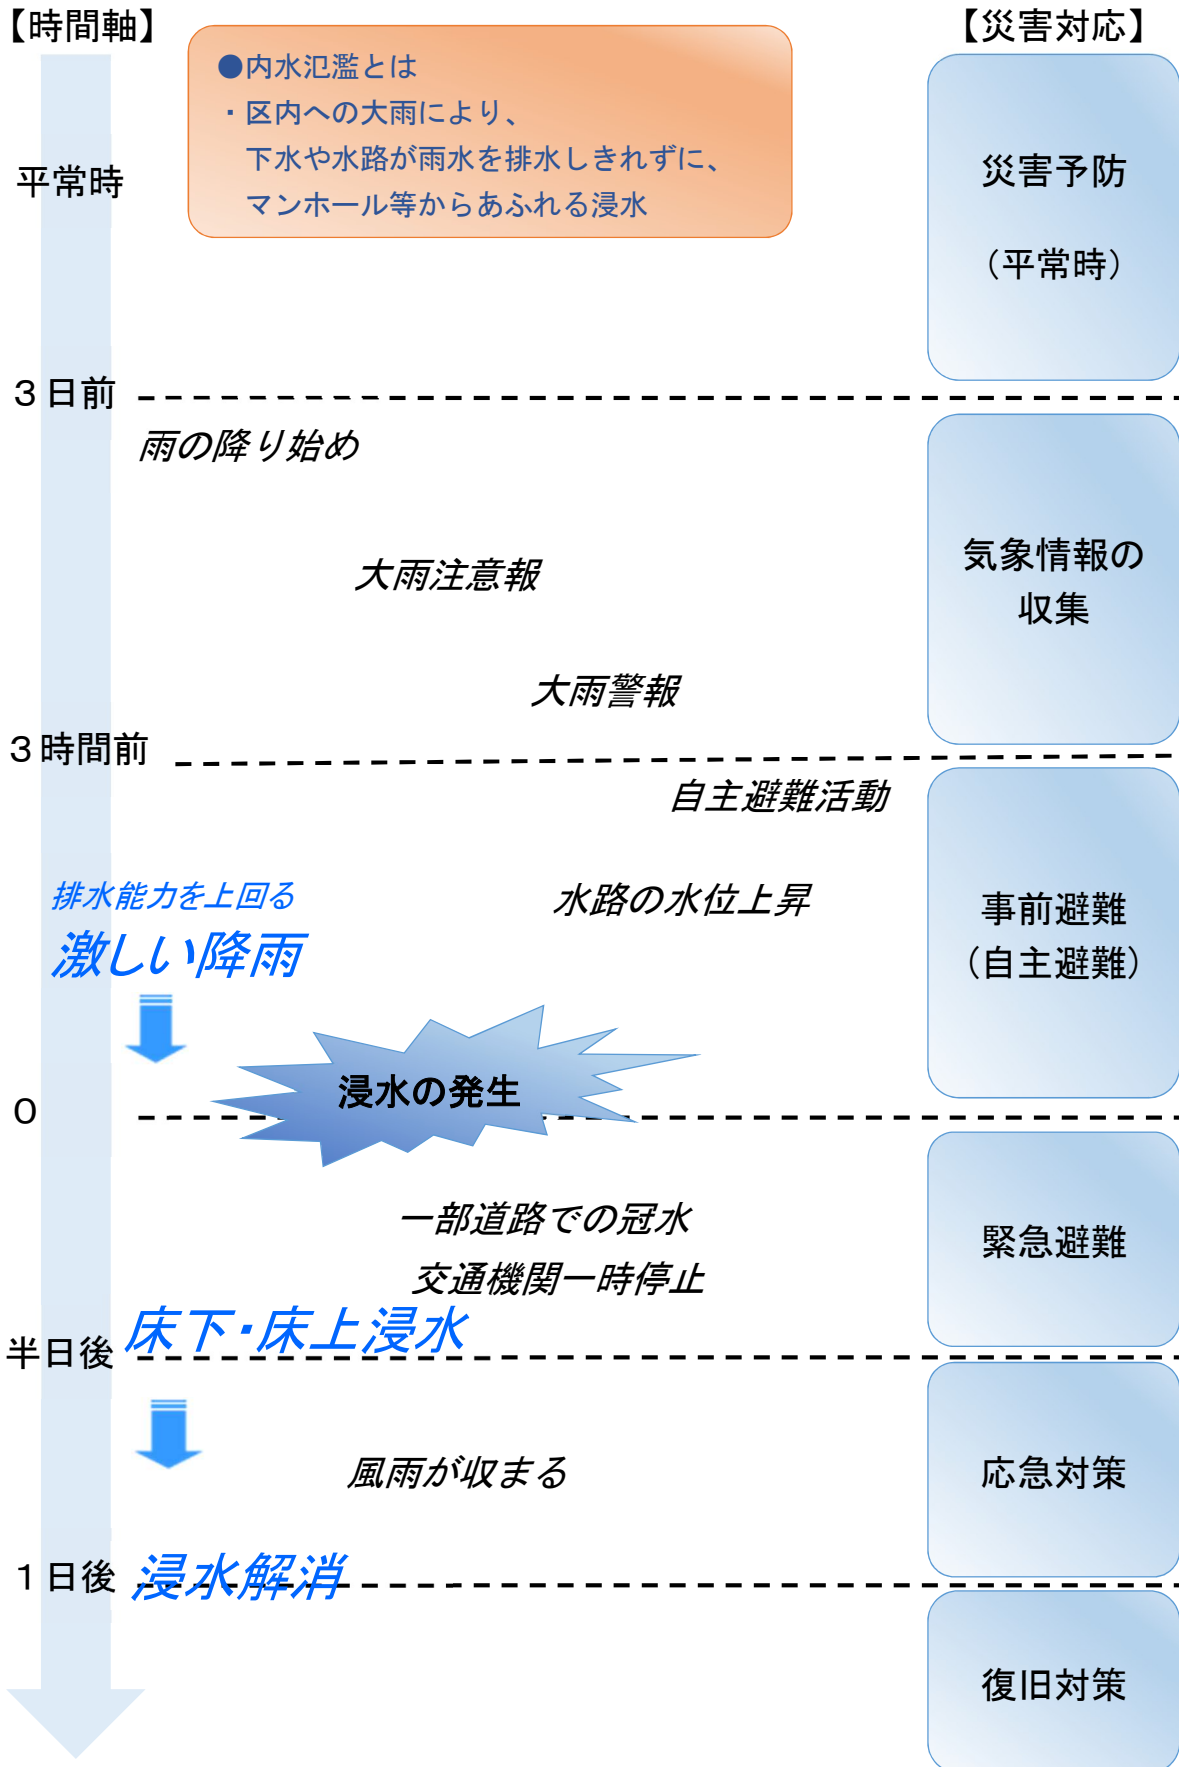 【時間軸】
【災害対応】
●内水氾濫とは
・区内への大雨により、
下水や水路が雨水を排水しきれずに、
マンホール等からあふれる浸水
平常時
災害予防
（平常時）
３日前
雨の降り始め
大雨注意報
気象情報の
収集
大雨警報
３時間前
自主避難活動
排水能力を上回る
激しい降雨
水路の水位上昇
事前避難
（自主避難）
浸水の発生
０
一部道路での冠水
交通機関一時停止
緊急避難
床下・床上浸水
半日後
風雨が収まる
応急対策
１日後
浸水解消
復旧対策